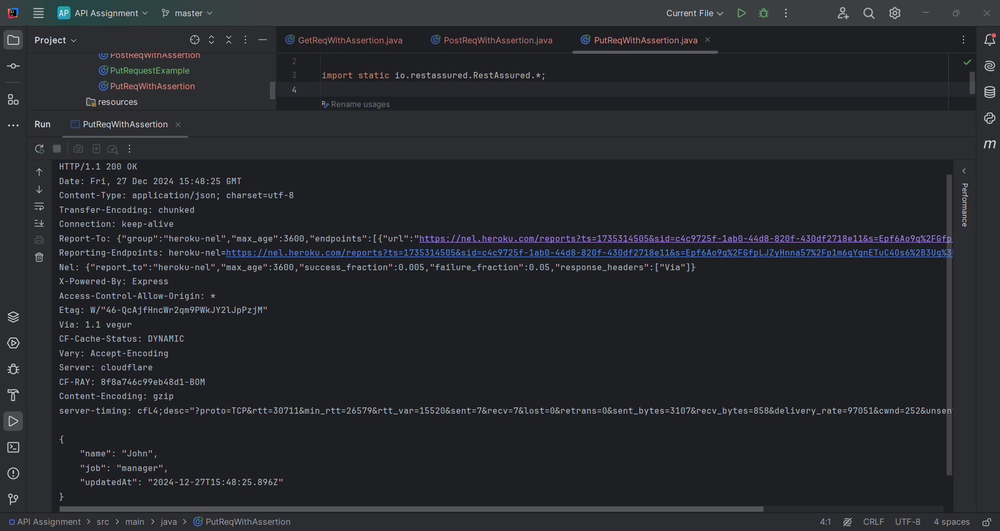 AP API Assignment master Current File
Project
GetReqWithAssertion.java PostReqWithAssertion.java PutReqWithAssertion.java
PostReqWithAssertion
PutRequestExample
PutReqWithAssertion
resources
2
3 import static io.restassured.RestAssured.*;
4
Rename usages
Run PutReqWithAssertion
HTTP/1.1 200 OK
Date: Fri, 27 Dec 2024 15:48:25 GMT
Content-Type: application/json; charset=utf-8
Transfer-Encoding: chunked
Connection: keep-alive
Report-To: {"group":"heroku-nel","max_age":3600,"endpoints":[{"url":"https://nel.heroku.com/reports?ts=1735314505&sid=c4c9725f-1ab0-44d8-820f-430df2718e11&s=Epf6Ao9q%2FGfp
Reporting-Endpoints: heroku-nel=https://nel.heroku.com/reports?ts=1735314505&sid=c4c9725f-1ab0-44d8-820f-430df2718e11&s=Epf6Ao9q%2FGfpLJZyHnna57%2Fp1m6gYgnETuC4Os6%2B3Ug%3
Nel: {"report_to":"heroku-nel","max_age":3600,"success_fraction":0.005,"failure_fraction":0.05,"response_headers":["Via"]}
X-Powered-By: Express
Access-Control-Allow-Origin: *
Etag: W/"46-QcAjfHncWr2qm9PWkJY2lJpPzjM"
Via: 1.1 vegur
CF-Cache-Status: DYNAMIC
Vary: Accept-Encoding
Server: cloudflare
CF-RAY: 8f8a746c99eb48d1-BOM
Content-Encoding: gzip
server-timing: cfL4;desc="?proto=TCP&rtt=30711&min_rtt=26579&rtt_var=15520&sent=7&recv=7&lost=0&retrans=0&sent_bytes=3107&recv_bytes=858&delivery_rate=97051&cwnd=252&unsen
{
"name": "John",
"job": "manager",
"updatedAt": "2024-12-27T15:48:25.896Z"
}
Performance
m
API Assignment > src > main > java > PutReqWithAssertion 4:1 CRLF UTF-8 4 spaces